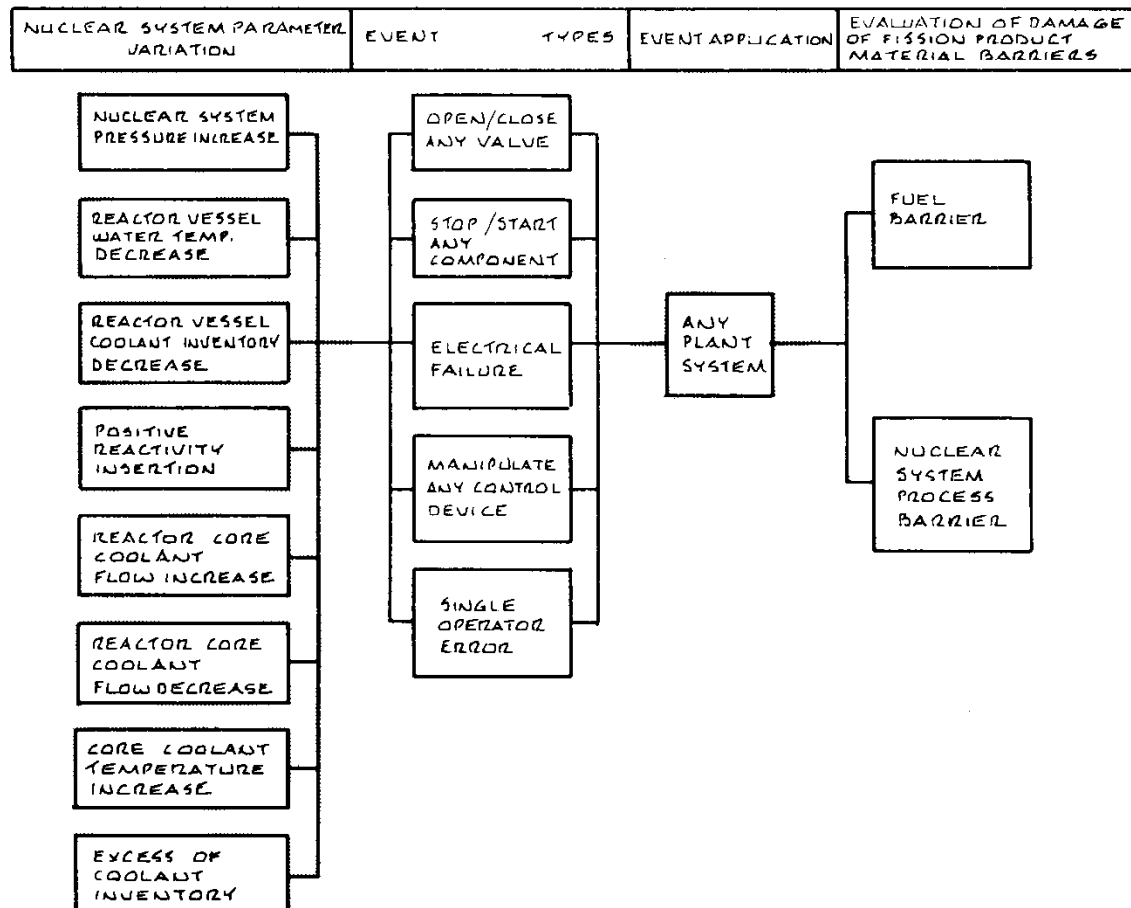 NUCLEAR SYSTEM PARAMETER
VARIATION
EVENT TYPES
EVENT APPLICATION
EVALUATION OF DAMAGE
OF FISSION PRODUCT
MATERIAL BARRIERS
NUCLEAR SYSTEM
PRESSURE INCREASE
REACTOR VESSEL
WATER TEMP.
DECREASE
REACTOR VESSEL
COOLANT INVENTORY
DECREASE
POSITIVE
REACTIVITY
INSERTION
REACTOR CORE
COOLANT
FLOW INCREASE
REACTOR CORE
COOLANT
FLOW DECREASE
CORE COOLANT
TEMPERATURE
INCREASE
EXCESS OF
COOLANT
INVENTORY
OPEN/CLOSE
ANY VALUE
STOP/START
ANY
COMPONENT
ELECTRICAL
FAILURE
MANIPULATE
ANY CONTROL
DEVICE
SINGLE
OPERATOR
ERROR
ANY
PLANT
SYSTEM
FUEL
BARRIER
NUCLEAR
SYSTEM
PROCESS
BARRIER